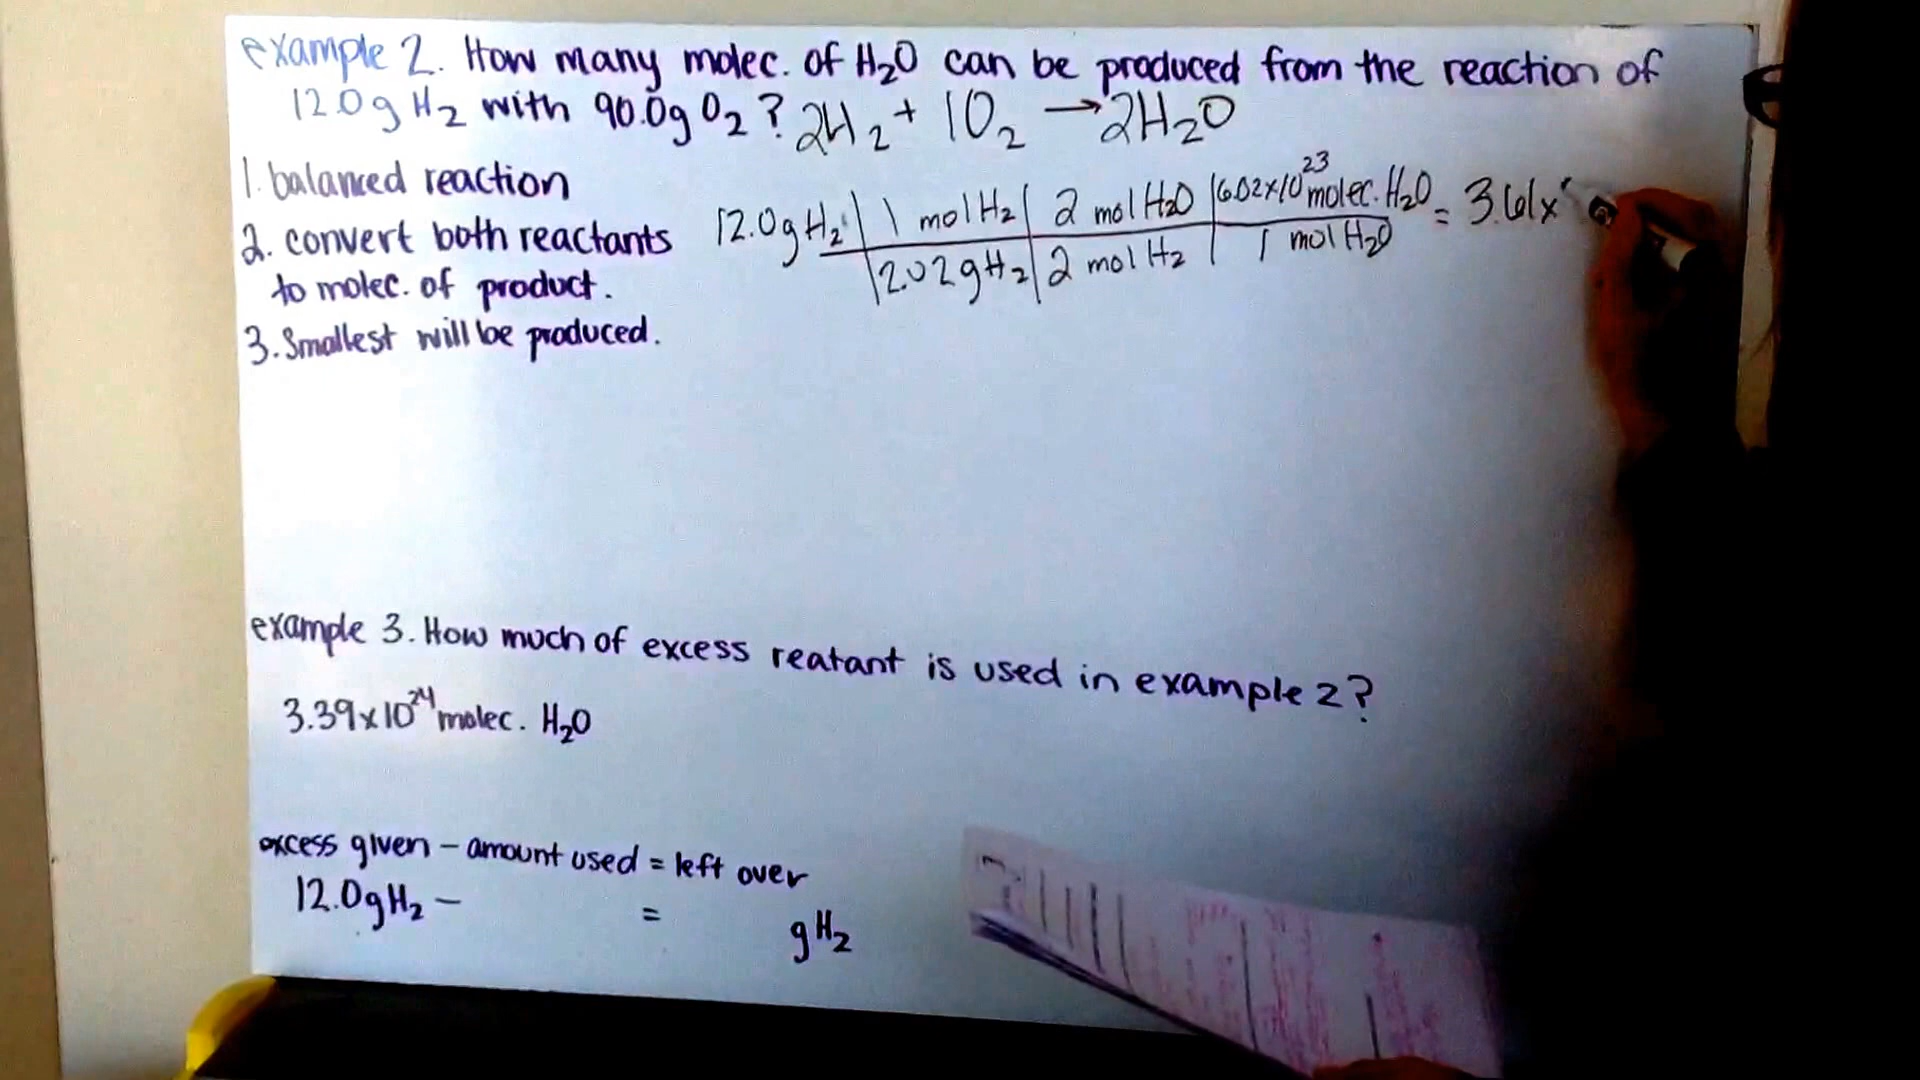 example 2. How many molec. of H₂O can be produced from the reaction of
12.0g H₂ with 90.0g O₂? 2H₂ + 1O₂ → 2H₂O
1. balanced reaction
2. convert both reactants
to molec. of product.
3. Smallest will be produced.
12.0g H₂ | 1 mol H₂ | 2 mol H₂O | 6.02x10²³ molec. H₂O = 3.61x
| 2.02g H₂ | 2 mol H₂ | 1 mol H₂O
example 3. How much of excess reatant is used in example 2?
3.39x10²⁴ molec. H₂O
excess given - amount used = left over
12.0g H₂ - = g H₂